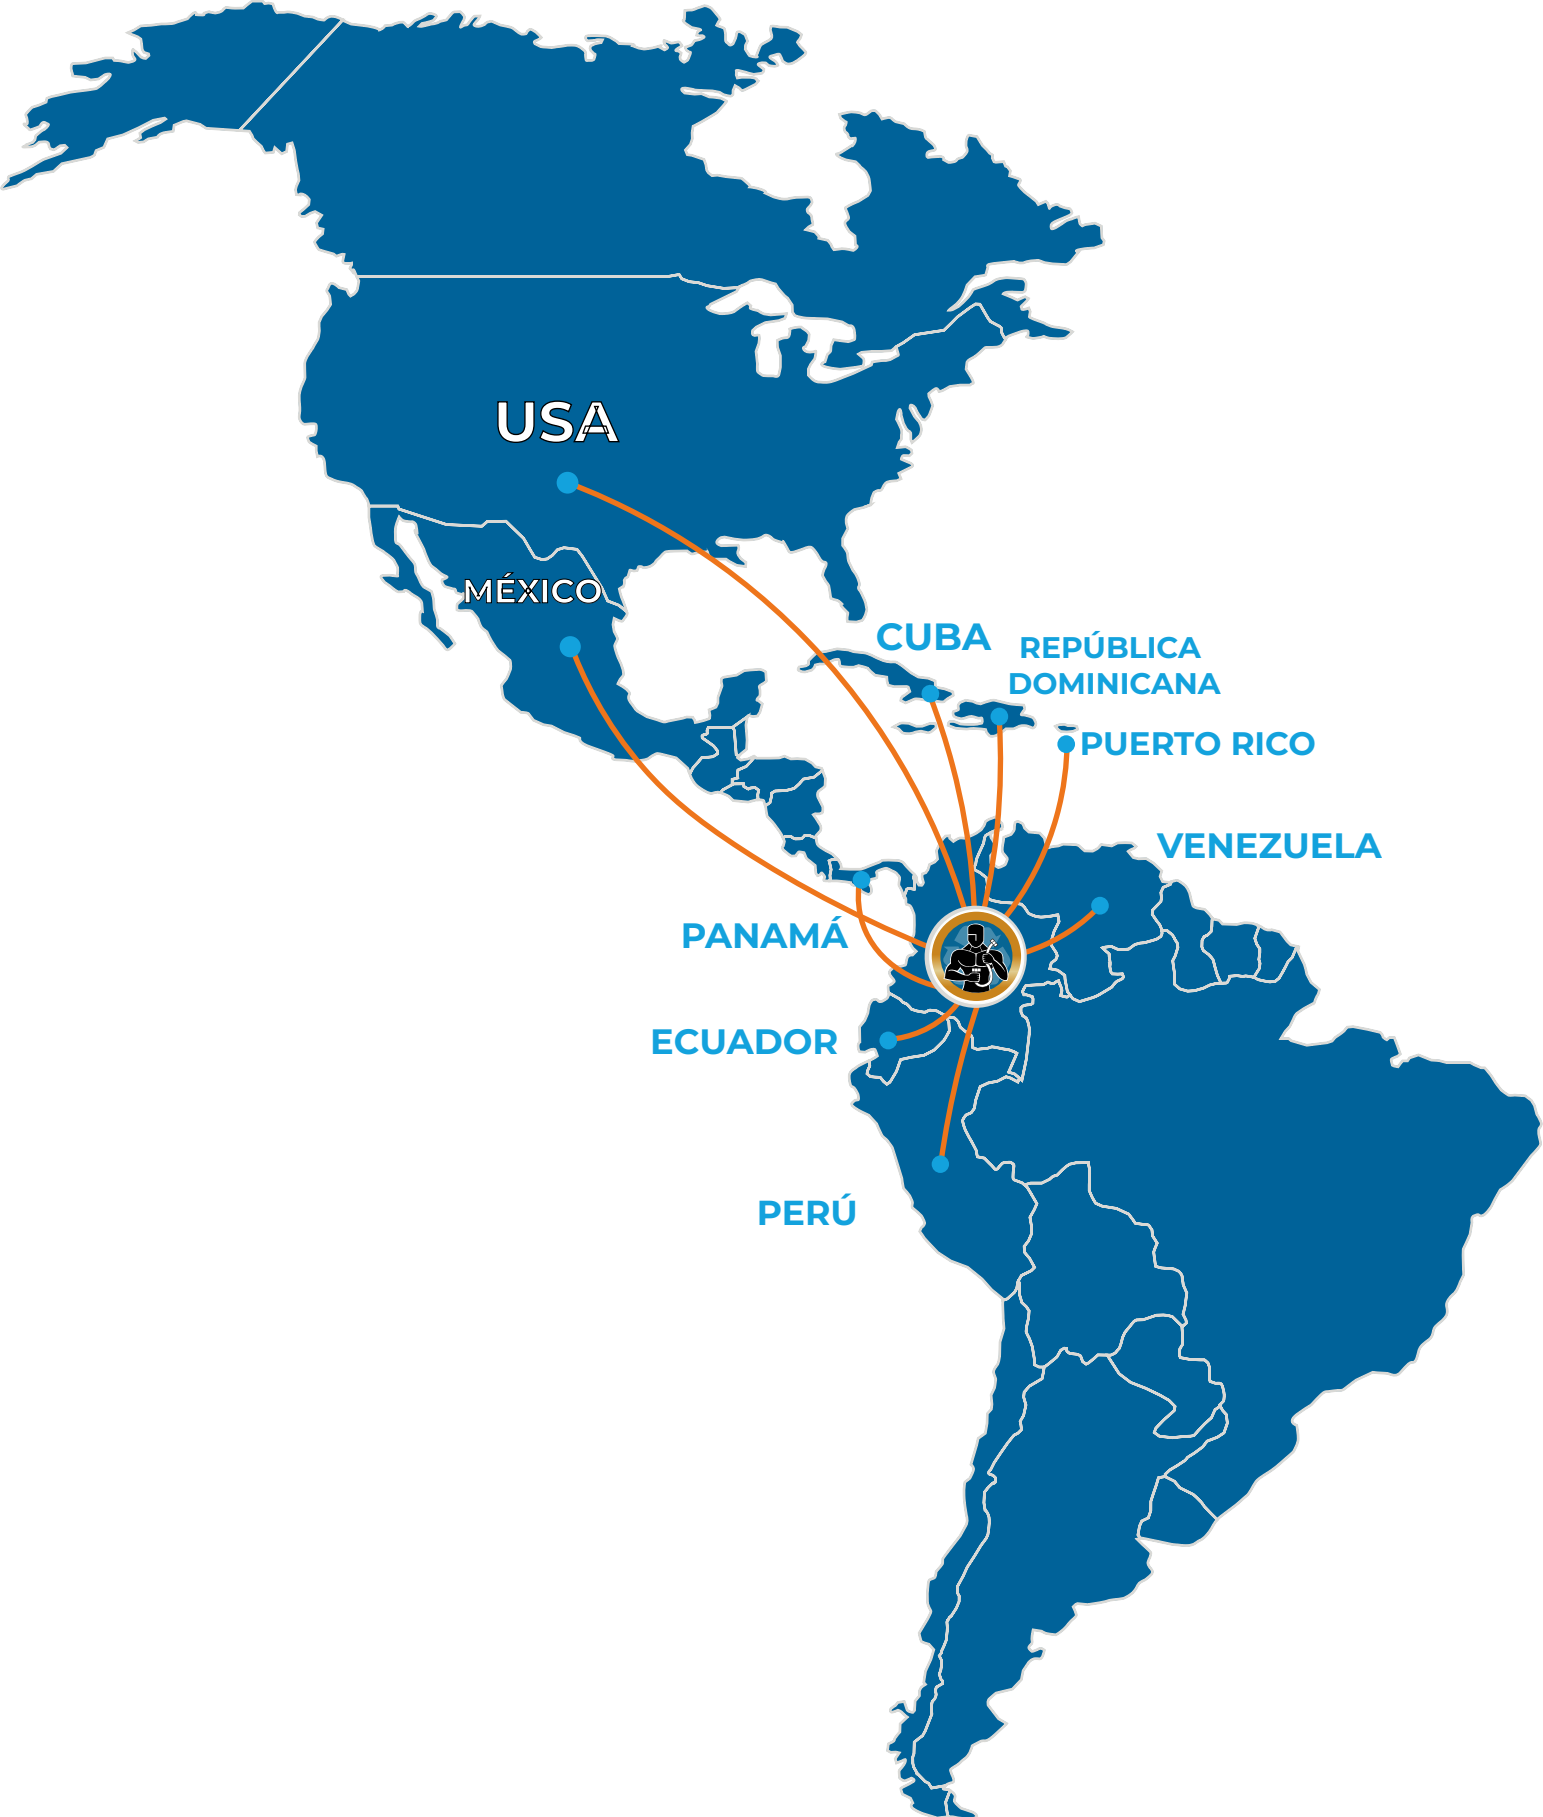 USA
MÉXICO
CUBA
REPÚBLICA
DOMINICANA
PUERTO RICO
VENEZUELA
PANAMÁ
ECUADOR
PERÚ